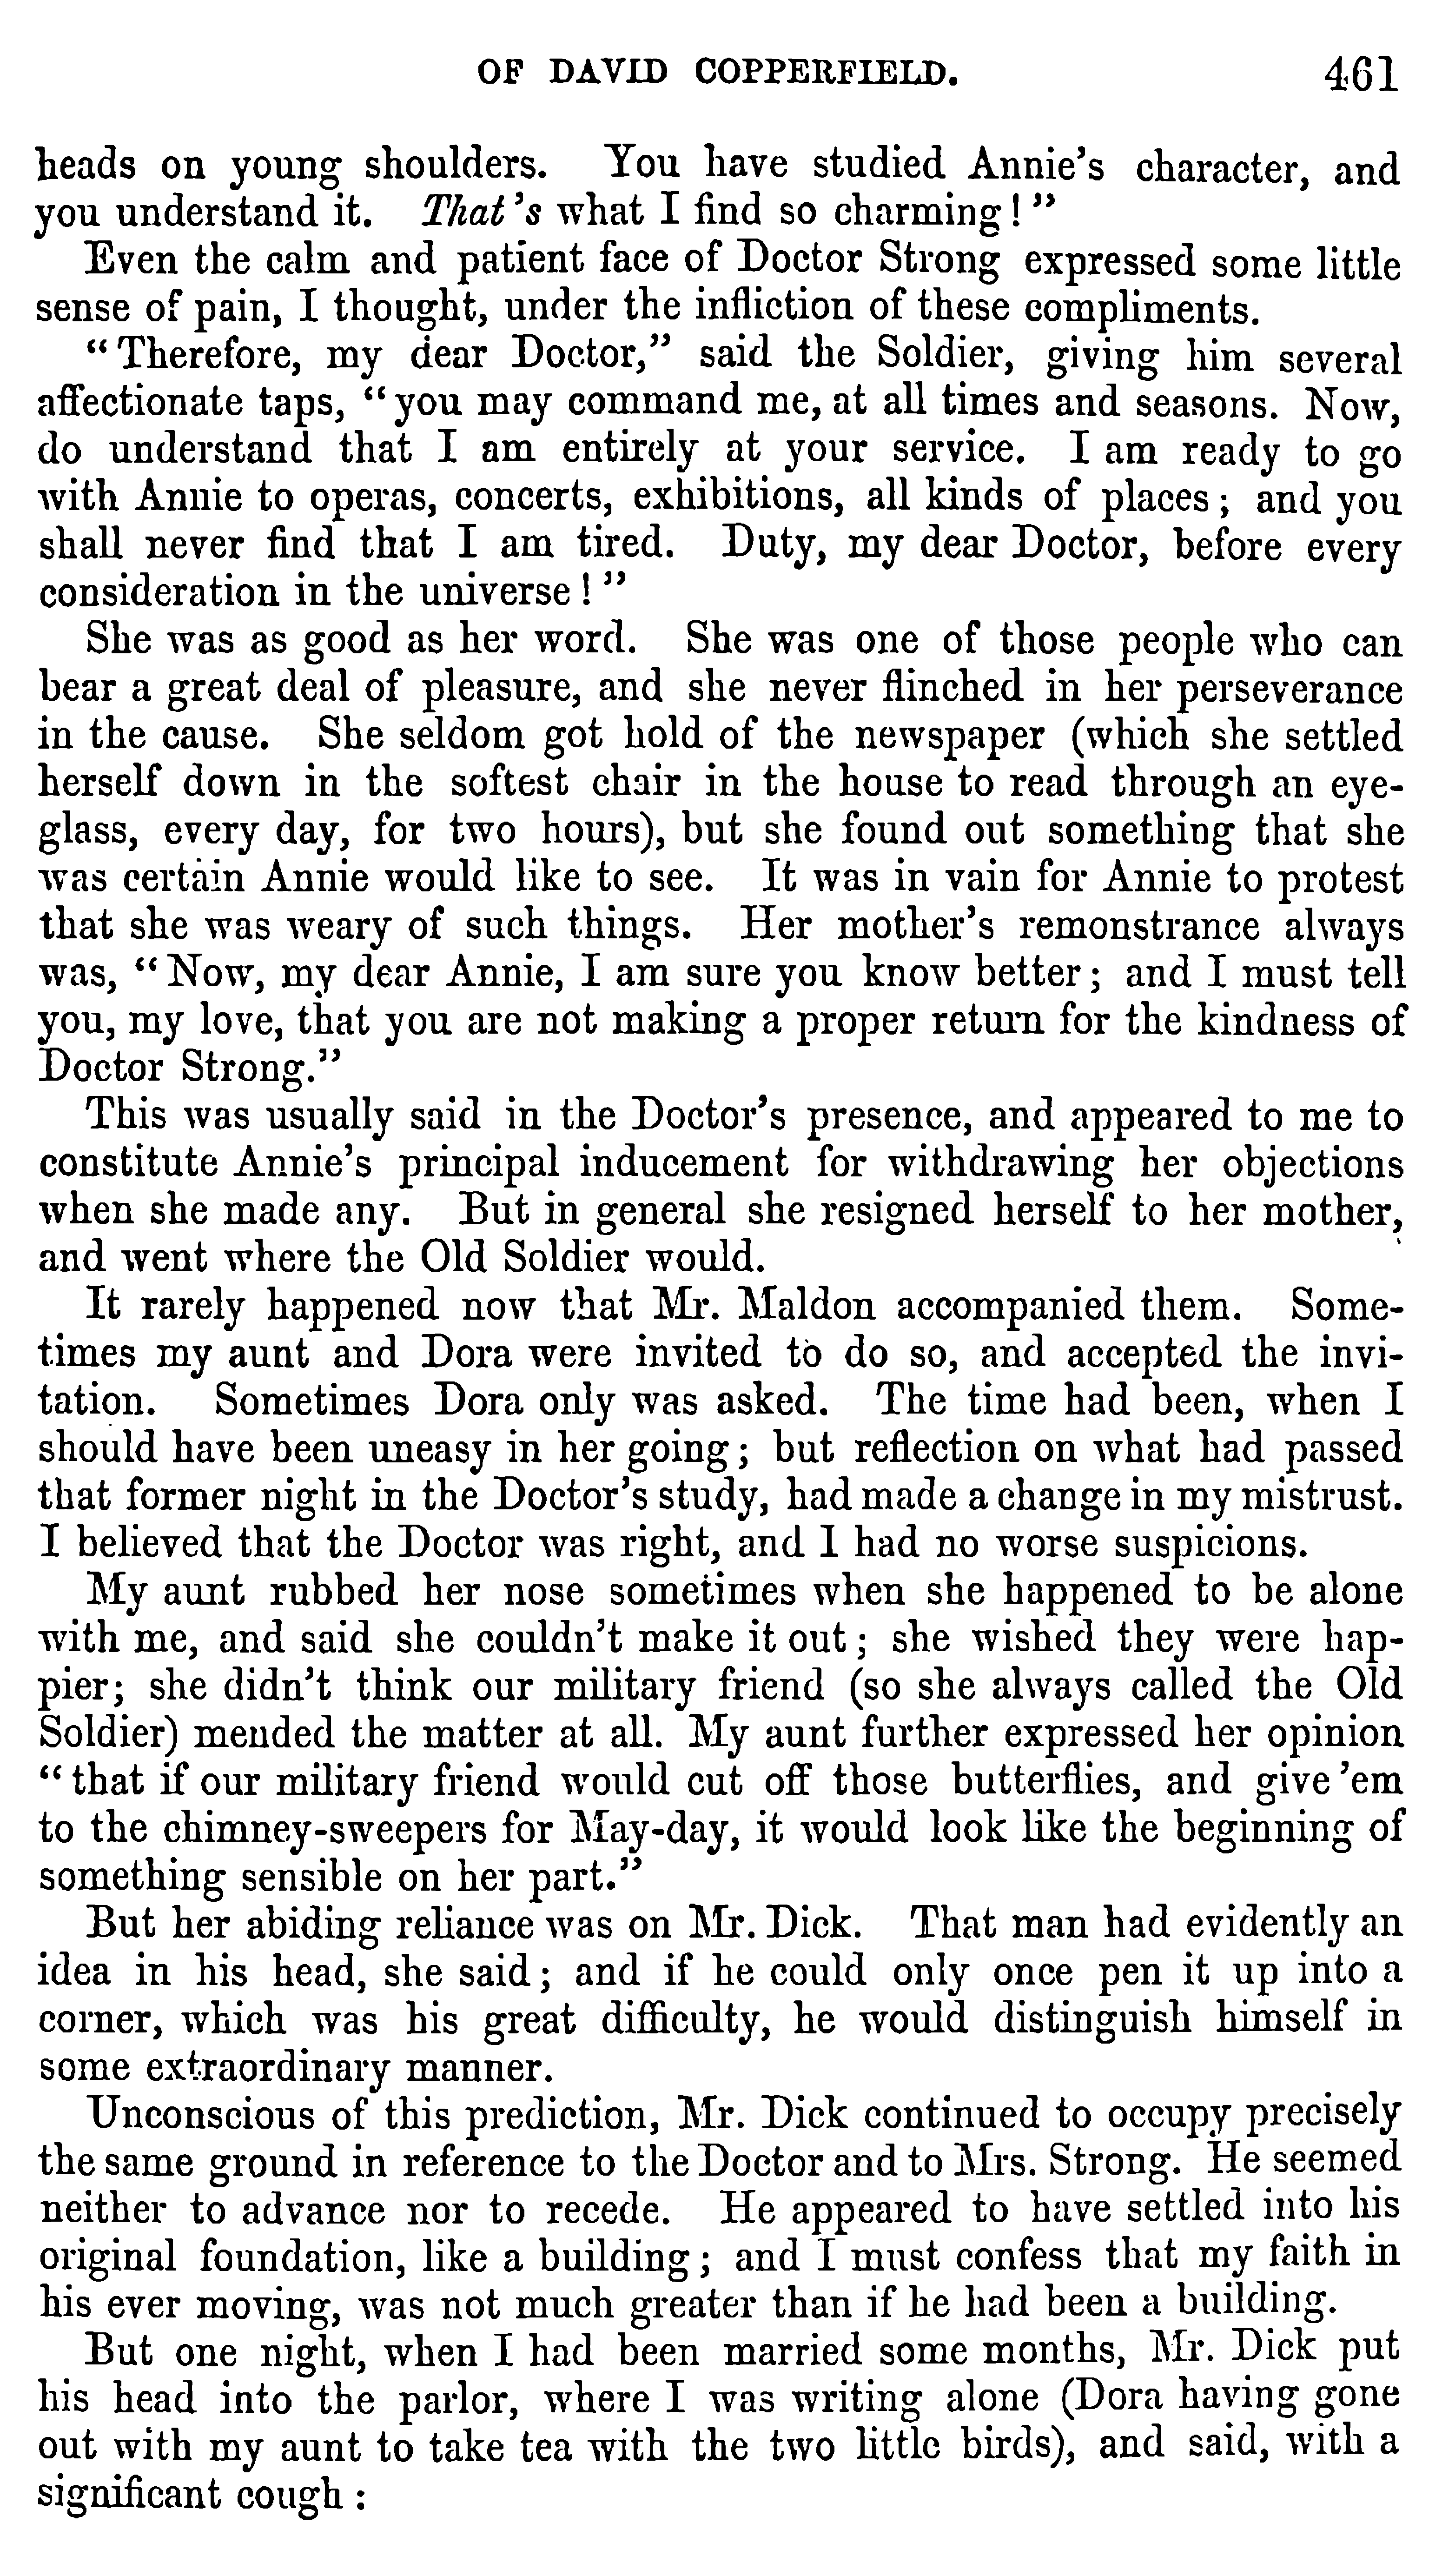 OF DAVID COPPERFIELD. 461
heads on young shoulders. You have studied Annie's character, and
you understand it. That's what I find so charming!"
Even the calm and patient face of Doctor Strong expressed some little
sense of pain, I thought, under the infliction of these compliments.
"Therefore, my dear Doctor," said the Soldier, giving him several
affectionate taps, "you may command me, at all times and seasons. Now,
do understand that I am entirely at your service. I am ready to go
with Annie to operas, concerts, exhibitions, all kinds of places; and you
shall never find that I am tired. Duty, my dear Doctor, before every
consideration in the universe!"
She was as good as her word. She was one of those people who can
bear a great deal of pleasure, and she never flinched in her perseverance
in the cause. She seldom got hold of the newspaper (which she settled
herself down in the softest chair in the house to read through an eye-
glass, every day, for two hours), but she found out something that she
was certain Annie would like to see. It was in vain for Annie to protest
that she was weary of such things. Her mother's remonstrance always
was, "Now, my dear Annie, I am sure you know better; and I must tell
you, my love, that you are not making a proper return for the kindness of
Doctor Strong."
This was usually said in the Doctor's presence, and appeared to me to
constitute Annie's principal inducement for withdrawing her objections
when she made any. But in general she resigned herself to her mother,
and went where the Old Soldier would.
It rarely happened now that Mr. Maldon accompanied them. Some-
times my aunt and Dora were invited to do so, and accepted the invi-
tation. Sometimes Dora only was asked. The time had been, when I
should have been uneasy in her going; but reflection on what had passed
that former night in the Doctor's study, had made a change in my mistrust.
I believed that the Doctor was right, and I had no worse suspicions.
My aunt rubbed her nose sometimes when she happened to be alone
with me, and said she couldn't make it out; she wished they were hap-
pier; she didn't think our military friend (so she always called the Old
Soldier) mended the matter at all. My aunt further expressed her opinion
"that if our military friend would cut off those butterflies, and give 'em
to the chimney-sweepers for May-day, it would look like the beginning of
something sensible on her part."
But her abiding reliance was on Mr. Dick. That man had evidently an
idea in his head, she said; and if he could only once pen it up into a
corner, which was his great difficulty, he would distinguish himself in
some extraordinary manner.
Unconscious of this prediction, Mr. Dick continued to occupy precisely
the same ground in reference to the Doctor and to Mrs. Strong. He seemed
neither to advance nor to recede. He appeared to have settled into his
original foundation, like a building; and I must confess that my faith in
his ever moving, was not much greater than if he had been a building.
But one night, when I had been married some months, Mr. Dick put
his head into the parlor, where I was writing alone (Dora having gone
out with my aunt to take tea with the two little birds), and said, with a
significant cough: